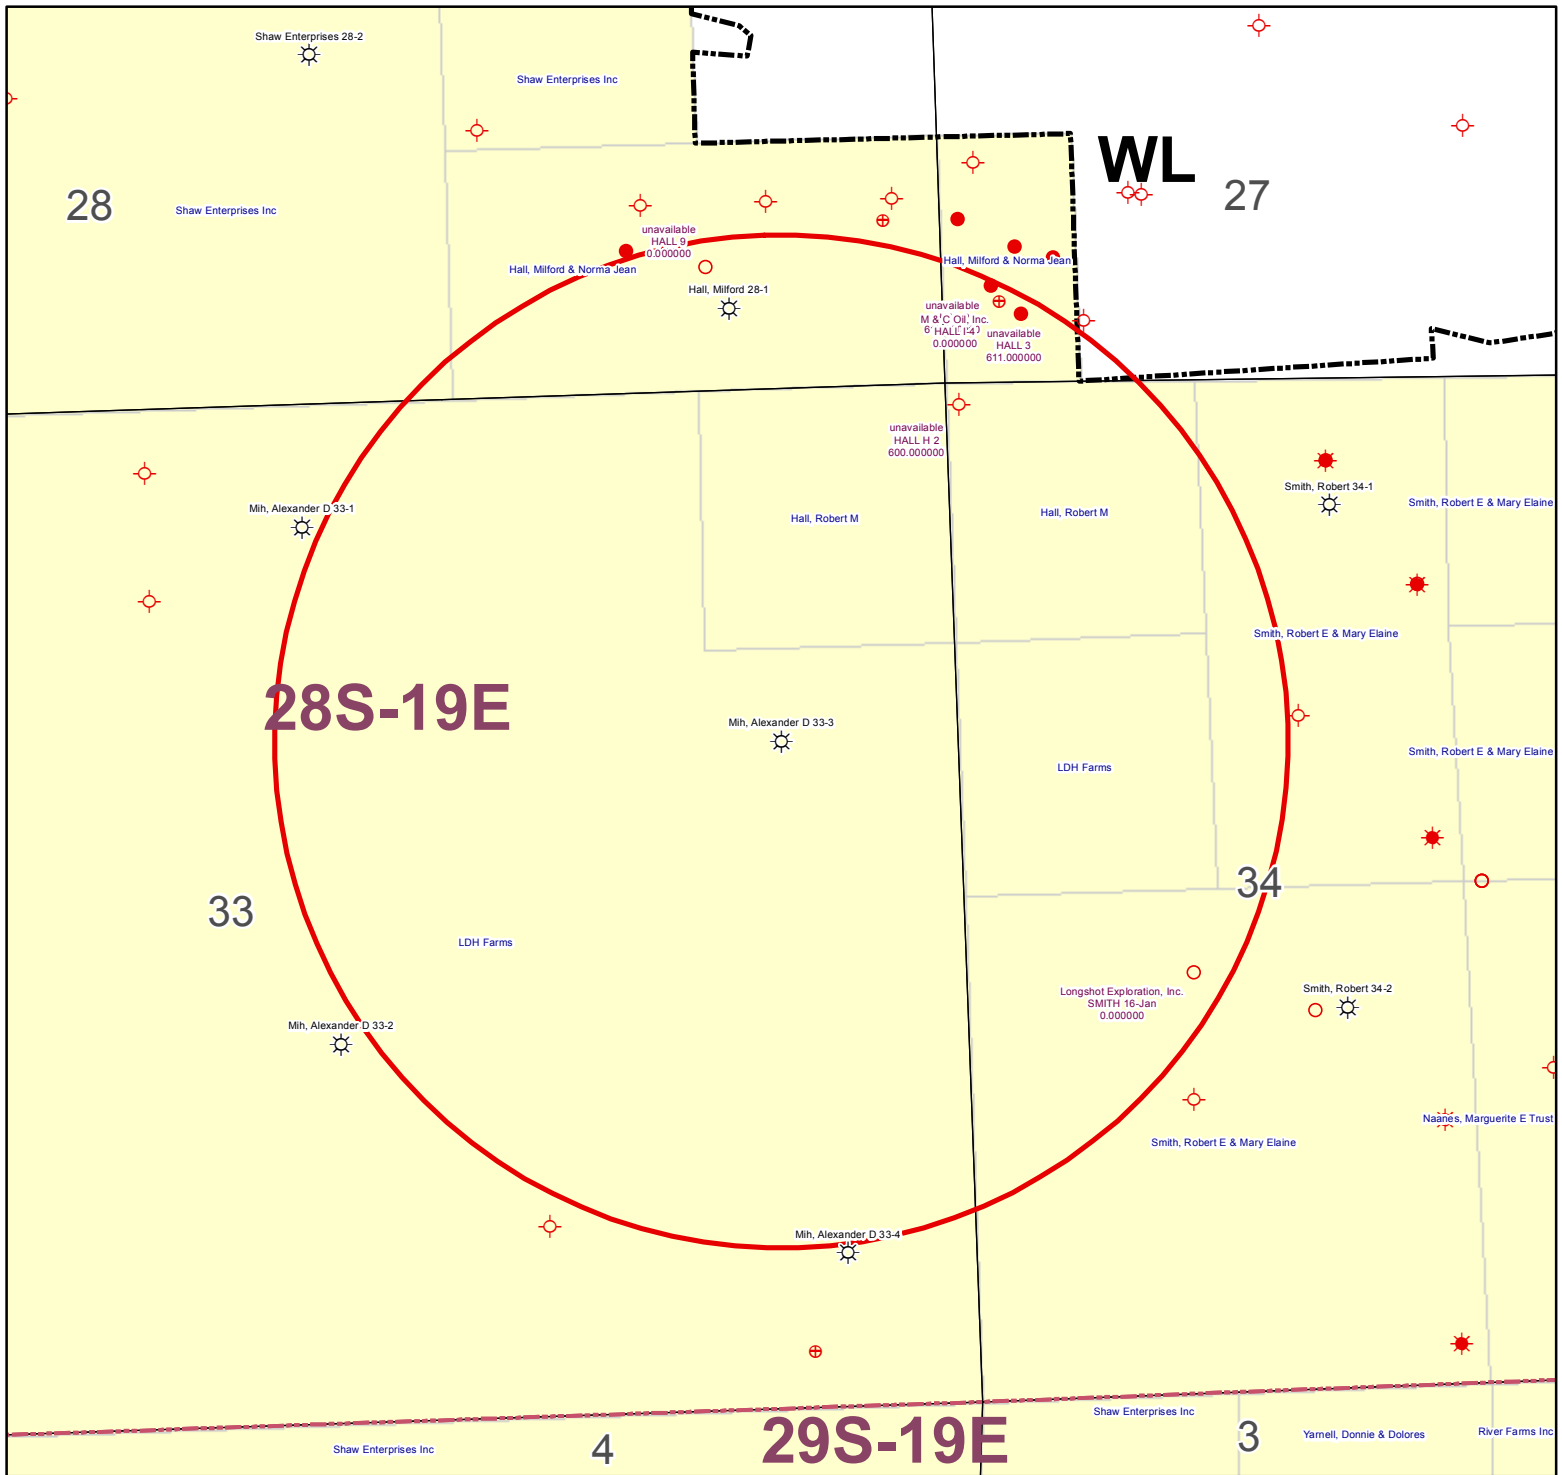 Shaw Enterprises 28-2
Shaw Enterprises Inc
WL
28
Shaw Enterprises Inc
27
unavailable
HALL 9
0.000000
Hall, Milford & Norma Jean
Hall, Milford & Norma Jean
Hall, Milford 28-1
unavailable
M & C Oil, Inc.
HALL I 4
0.000000
unavailable
HALL 3
611.000000
unavailable
HALL H 2
600.000000
Mih, Alexander D 33-1
Smith, Robert 34-1
Smith, Robert E & Mary Elaine
Hall, Robert M
Hall, Robert M
Smith, Robert E & Mary Elaine
28S-19E
Mih, Alexander D 33-3
Smith, Robert E & Mary Elaine
LDH Farms
34
33
LDH Farms
Longshot Exploration, Inc.
SMITH 16-Jan
0.000000
Smith, Robert 34-2
Mih, Alexander D 33-2
Naanes, Marguerite E Trust
Smith, Robert E & Mary Elaine
Mih, Alexander D 33-4
Shaw Enterprises Inc
29S-19E
3
4
Shaw Enterprises Inc
Yarnell, Donnie & Dolores
River Farms Inc